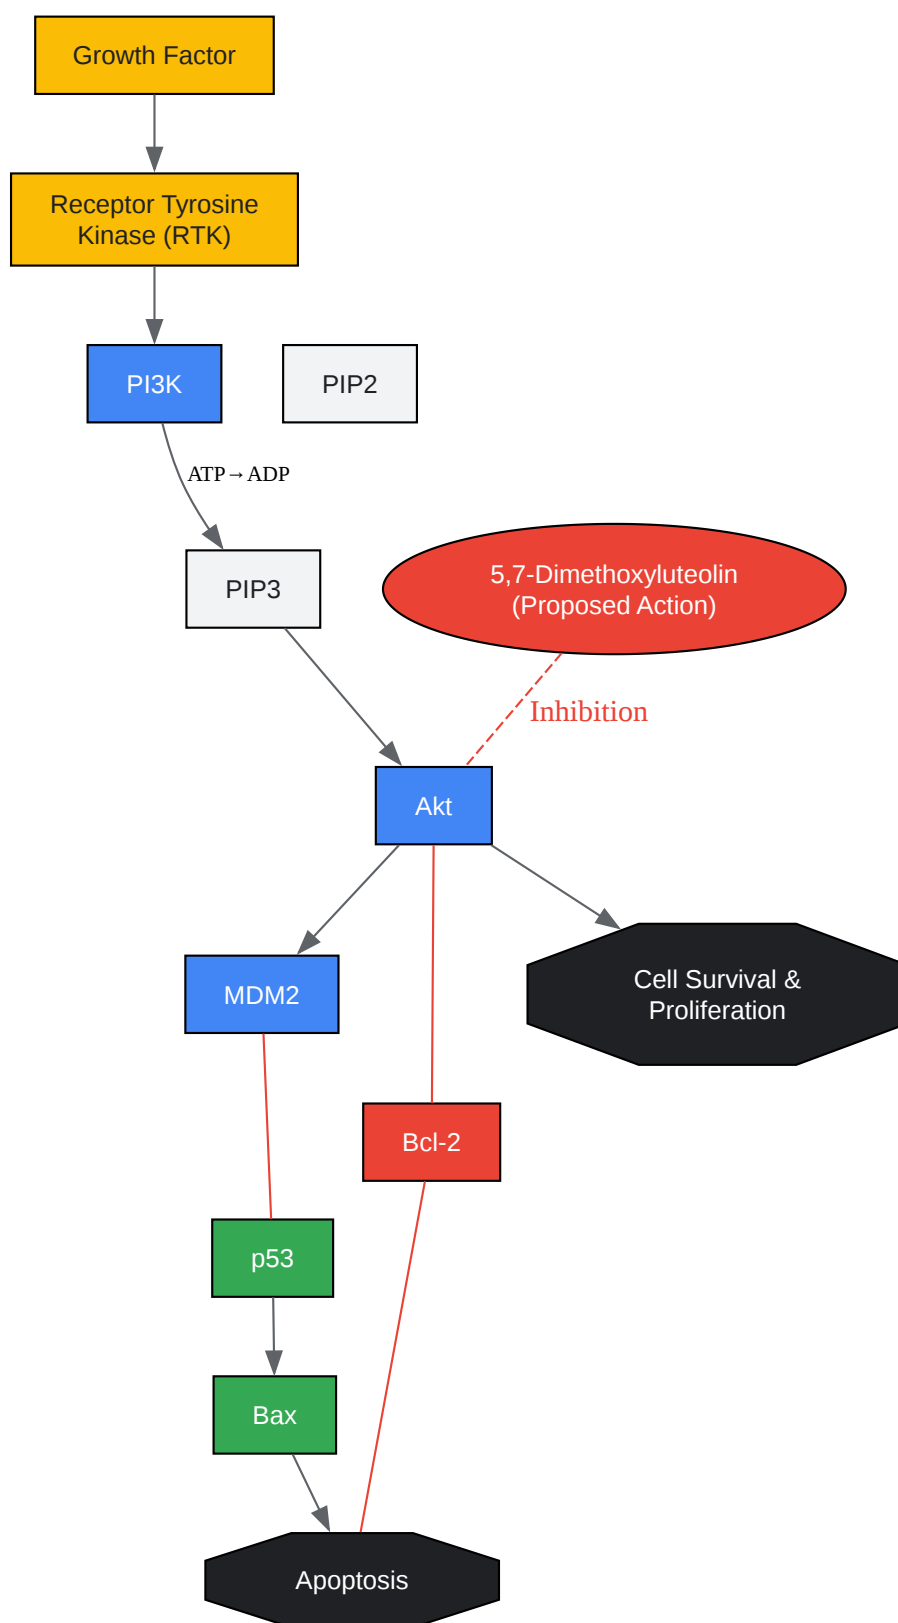 Growth Factor
Receptor Tyrosine
Kinase (RTK)
PI3K
PIP2
ATP→ADP
PIP3
5,7-Dimethoxyluteolin
(Proposed Action)
Inhibition
Akt
MDM2
Cell Survival &
Proliferation
Bcl-2
p53
Bax
Apoptosis